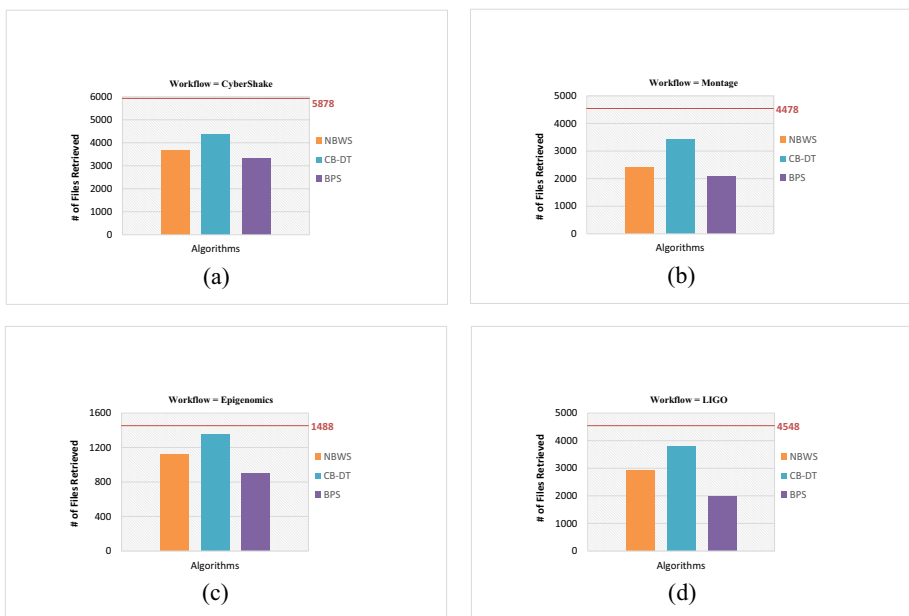 Workflow = CyberShake
# of Files Retrieved
6000
5000
4000
3000
2000
1000
0
5878
NBWS
CB-DT
BPS
Algorithms
(a)
Workflow = Montage
# of Files Retrieved
5000
4000
3000
2000
1000
0
4478
NBWS
CB-DT
BPS
Algorithms
(b)
Workflow = Epigenomics
# of Files Retrieved
1600
1200
800
400
0
1488
NBWS
CB-DT
BPS
Algorithms
(c)
Workflow = LIGO
# of Files Retrieved
5000
4000
3000
2000
1000
0
4548
NBWS
CB-DT
BPS
Algorithms
(d)